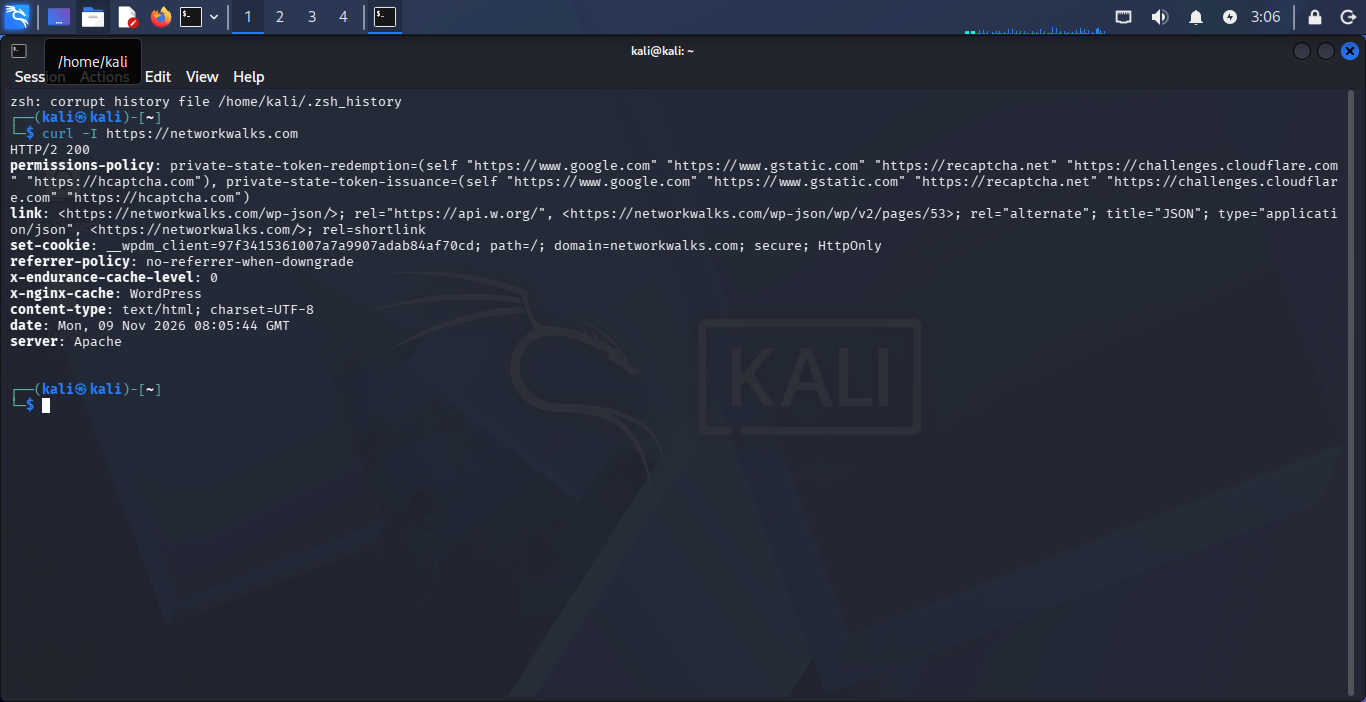 1 2 3 4 3:06
kali@kali: ~
/home/kali
Session Actions Edit View Help
zsh: corrupt history file /home/kali/.zsh_history
┌──(kali㉿kali)-[~]
└─$ curl -I https://networkwalks.com
HTTP/2 200
permissions-policy: private-state-token-redemption=(self "https://www.google.com" "https://www.gstatic.com" "https://recaptcha.net" "https://challenges.cloudflare.com
" "https://hcaptcha.com"), private-state-token-issuance=(self "https://www.google.com" "https://www.gstatic.com" "https://recaptcha.net" "https://challenges.cloudflar
e.com" "https://hcaptcha.com")
link: <https://networkwalks.com/wp-json/>; rel="https://api.w.org/", <https://networkwalks.com/wp-json/wp/v2/pages/53>; rel="alternate"; title="JSON"; type="applicati
on/json", <https://networkwalks.com/>; rel=shortlink
set-cookie: __wpdm_client=97f3415361007a7a9907adab84af70cd; path=/; domain=networkwalks.com; secure; HttpOnly
referrer-policy: no-referrer-when-downgrade
x-endurance-cache-level: 0
x-nginx-cache: WordPress
content-type: text/html; charset=UTF-8
date: Mon, 09 Nov 2026 08:05:44 GMT
server: Apache
┌──(kali㉿kali)-[~]
└─$
KALI